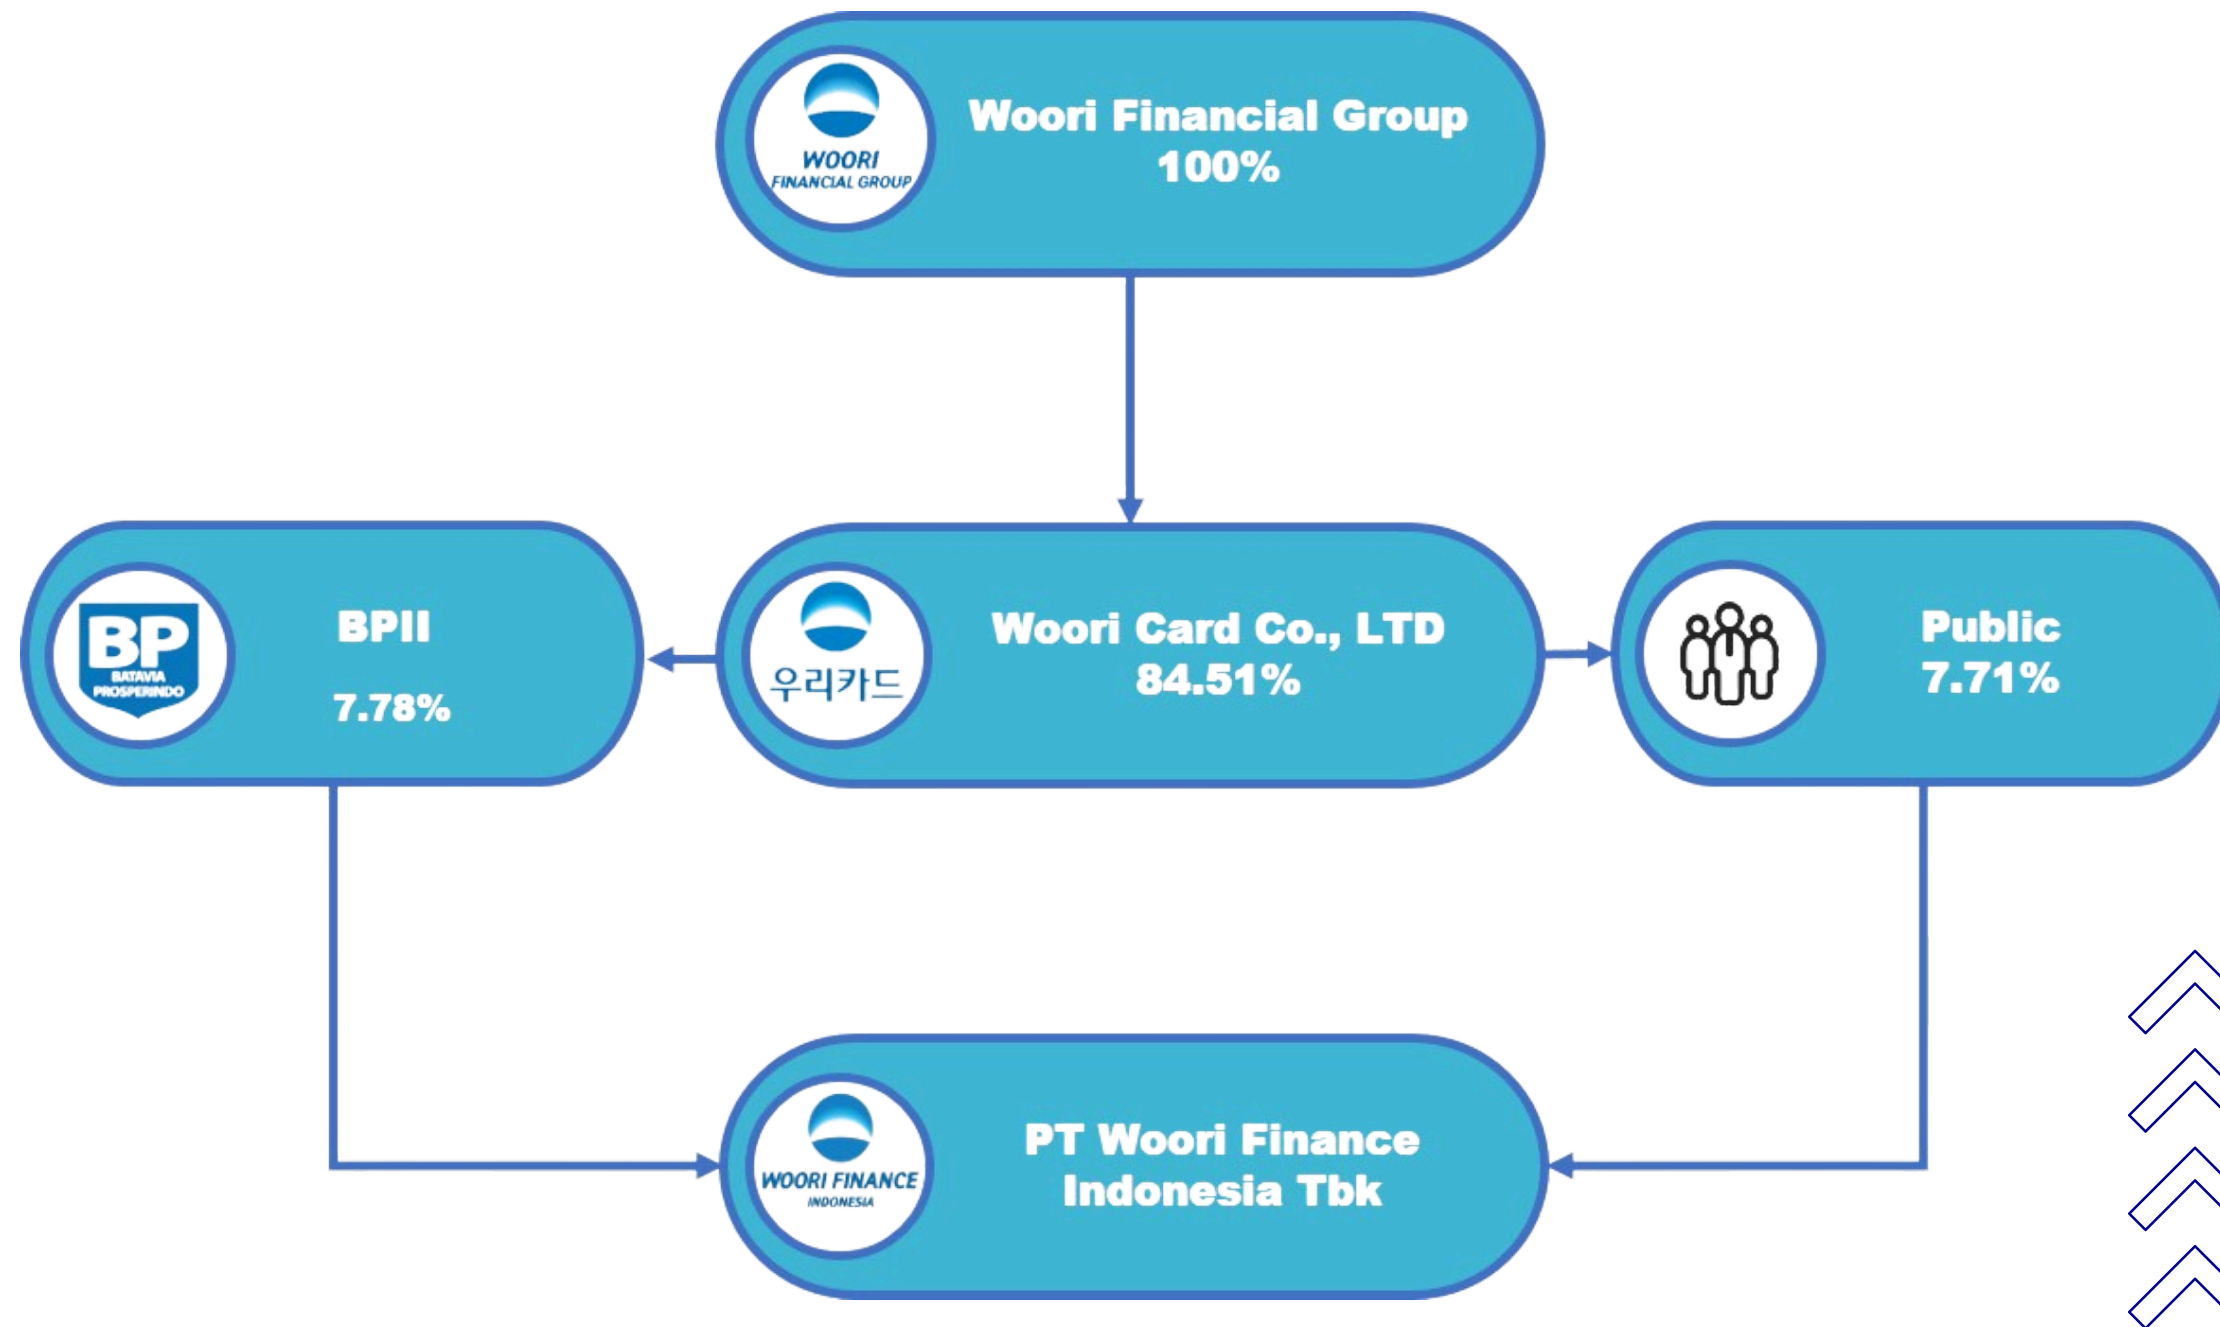 WOORI
FINANCIAL GROUP
Woori Financial Group
100%
BP
BATAVIA
PROSPERINDO
BPII
7.78%
우리카드
Woori Card Co., LTD
84.51%
Public
7.71%
WOORI FINANCE
INDONESIA
PT Woori Finance
Indonesia Tbk